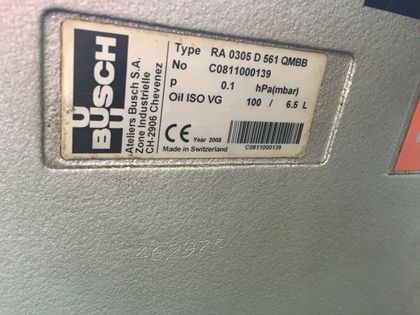 BUSCH
Ateliers Busch S.A.
Zone Industrielle
CH-2906 Chevenez
Type RA 0305 D 561 QMBB
No C0811000139
p 0.1 hPa(mbar)
Oil ISO VG 100 / 6.5 L
CE Year 2008
Made in Switzerland
C0811000139
462973